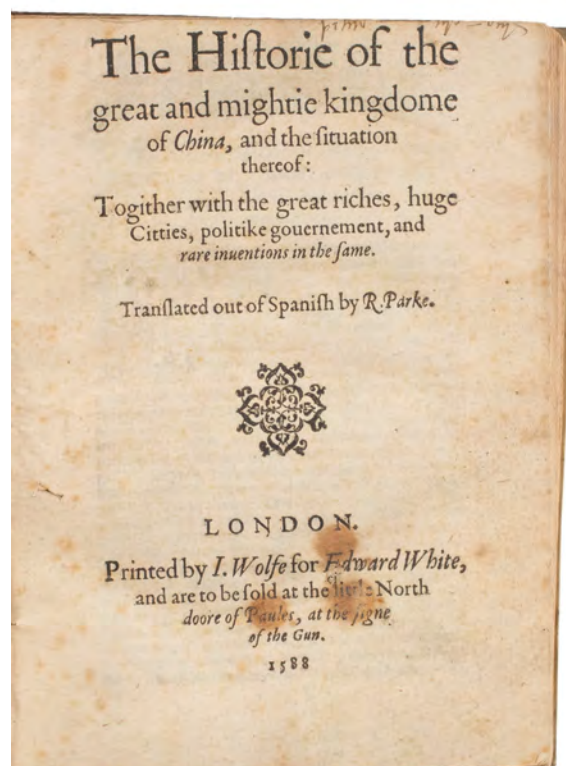 The Hiſtorie of the
great and mightie kingdome
of China, and the ſituation
thereof:
Togither with the great riches, huge
Citties, politike gouernement, and
rare inuentions in the ſame.
Tranſlated out of Spaniſh by R. Parke.
LONDON.
Printed by I. Wolfe for Edward White,
and are to be ſold at the little North
doore of Paules, at the ſigne
of the Gun.
1588